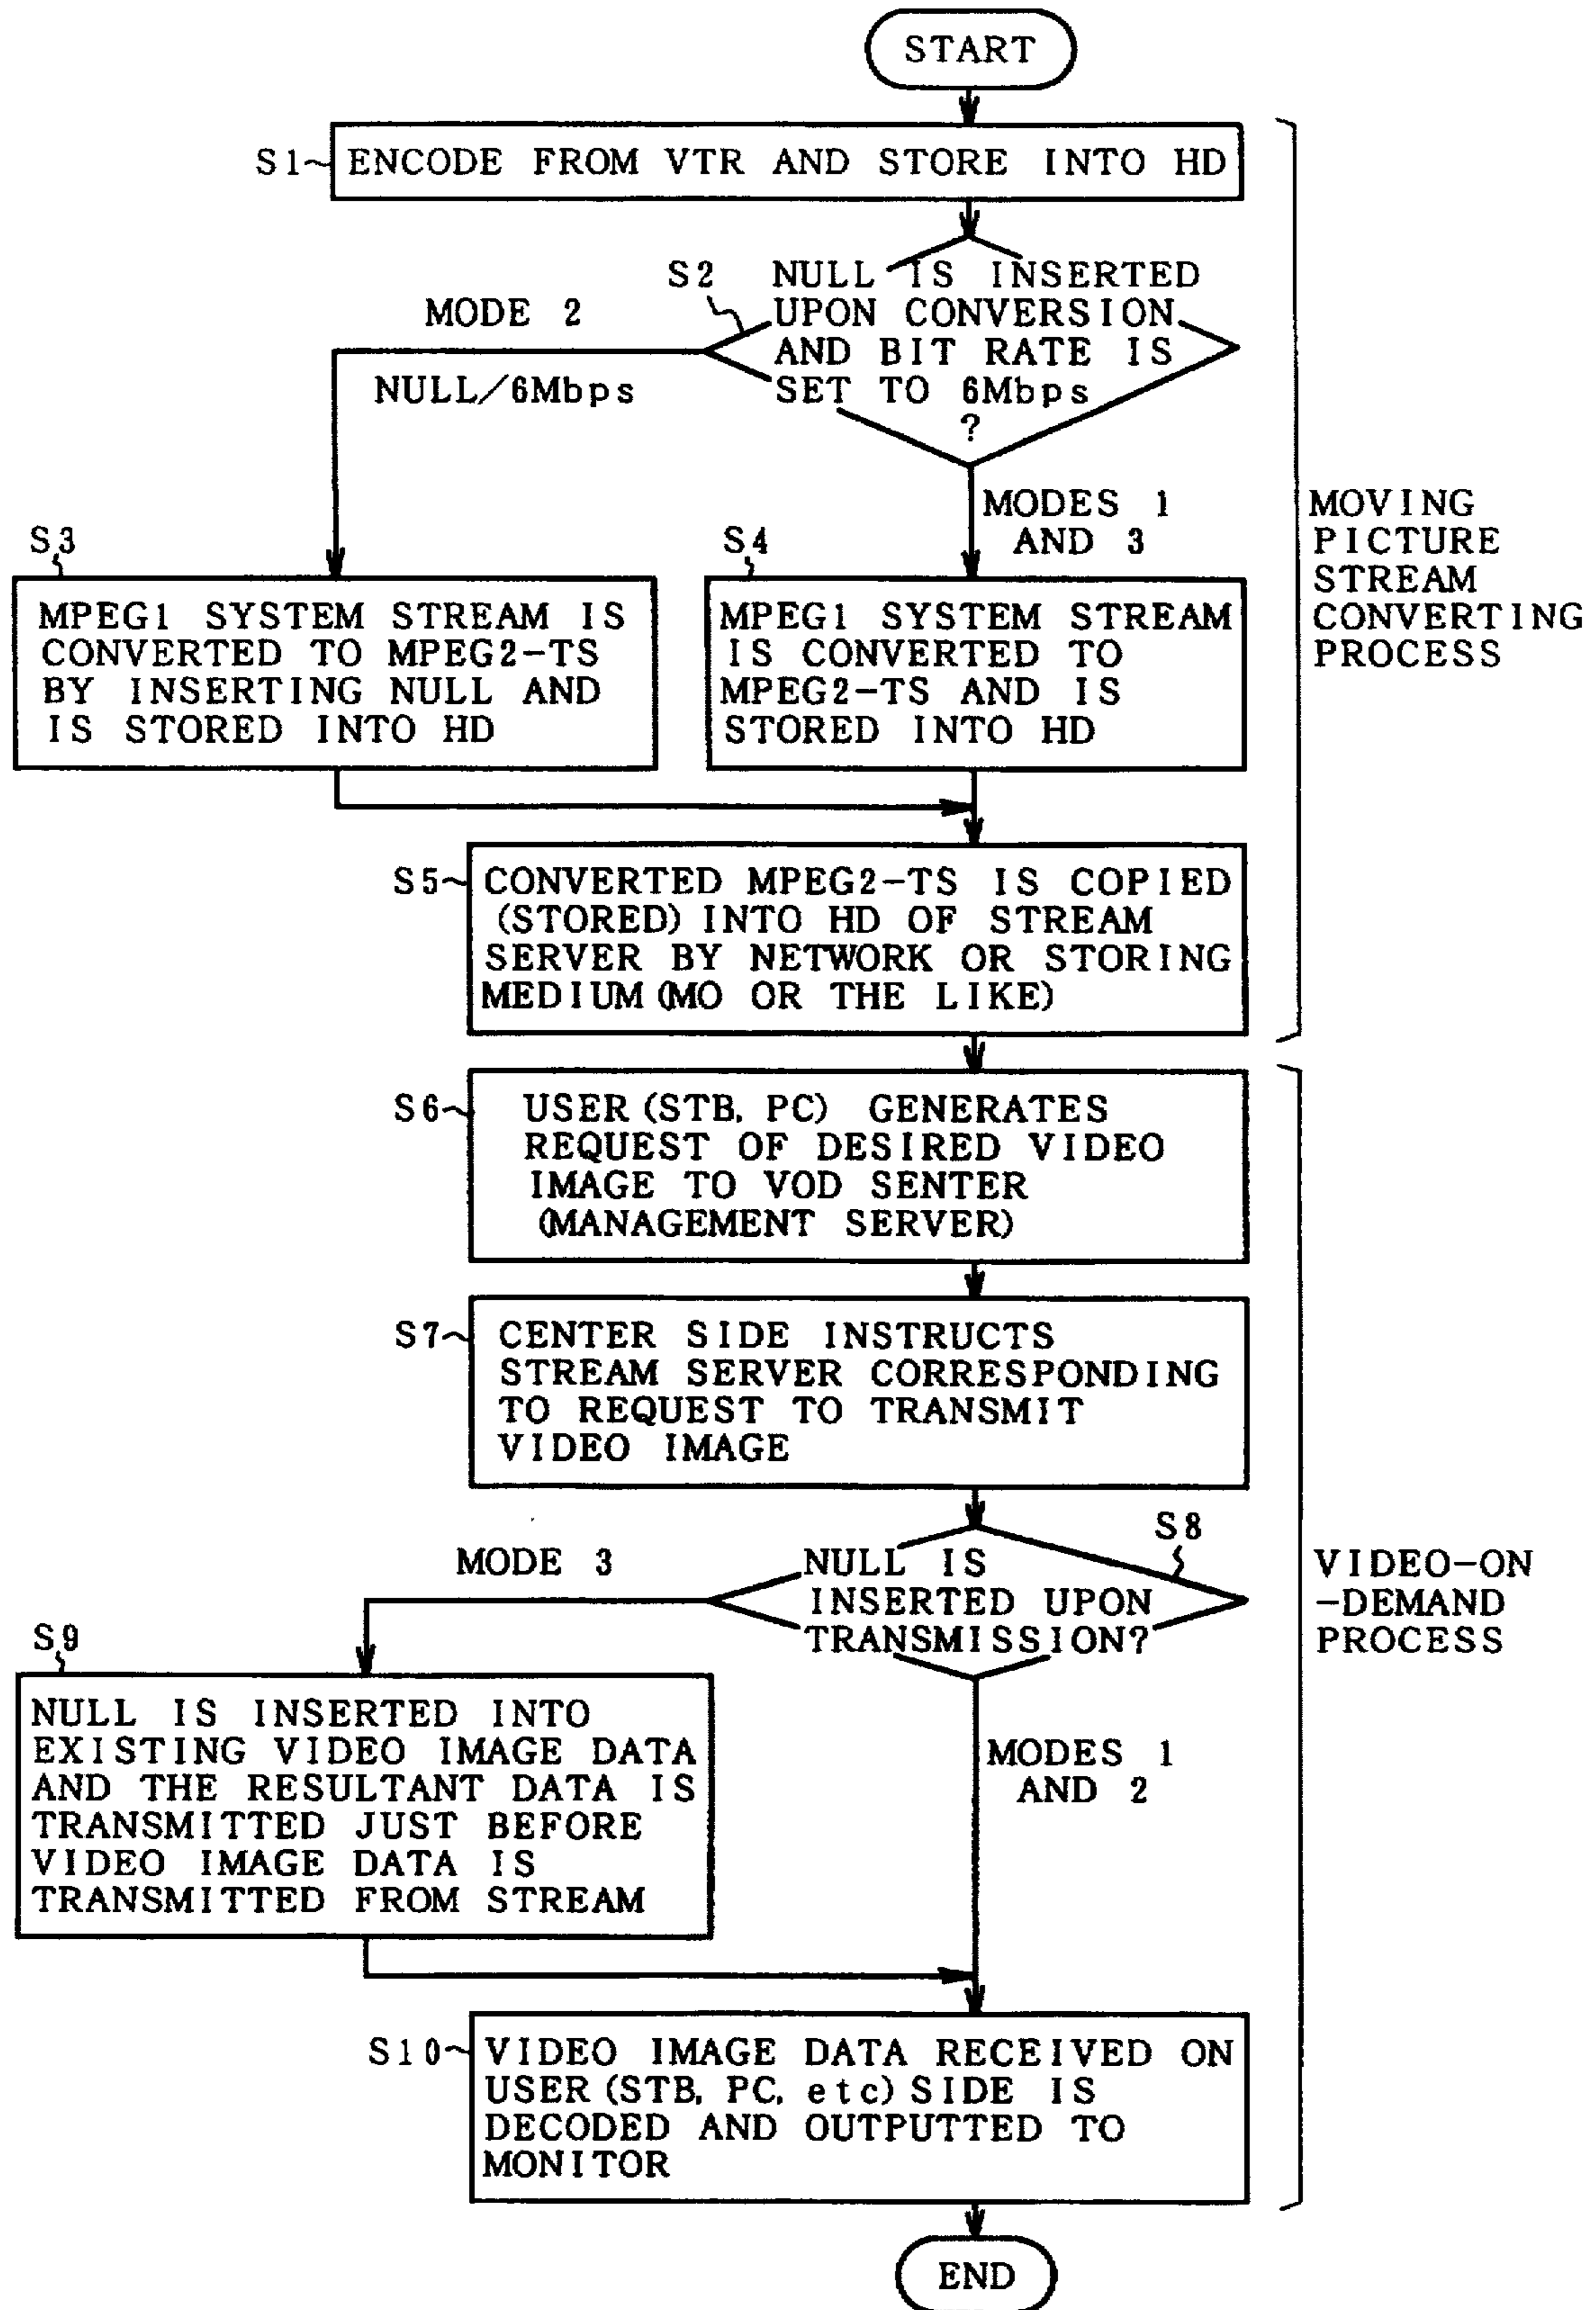 START
S1
ENCODE FROM VTR AND STORE INTO HD
S2
NULL IS INSERTED
UPON CONVERSION
AND BIT RATE IS
SET TO 6Mbps
?
MODE 2
NULL/6Mbps
MODES 1
AND 3
S3
MPEG1 SYSTEM STREAM IS
CONVERTED TO MPEG2-TS
BY INSERTING NULL AND
IS STORED INTO HD
S4
MPEG1 SYSTEM STREAM
IS CONVERTED TO
MPEG2-TS AND IS
STORED INTO HD
MOVING
PICTURE
STREAM
CONVERTING
PROCESS
S5
CONVERTED MPEG2-TS IS COPIED
(STORED) INTO HD OF STREAM
SERVER BY NETWORK OR STORING
MEDIUM (MO OR THE LIKE)
S6
USER (STB, PC) GENERATES
REQUEST OF DESIRED VIDEO
IMAGE TO VOD SENTER
(MANAGEMENT SERVER)
S7
CENTER SIDE INSTRUCTS
STREAM SERVER CORRESPONDING
TO REQUEST TO TRANSMIT
VIDEO IMAGE
S8
NULL IS
INSERTED UPON
TRANSMISSION?
MODE 3
MODES 1
AND 2
VIDEO-ON
-DEMAND
PROCESS
S9
NULL IS INSERTED INTO
EXISTING VIDEO IMAGE DATA
AND THE RESULTANT DATA IS
TRANSMITTED JUST BEFORE
VIDEO IMAGE DATA IS
TRANSMITTED FROM STREAM
S10
VIDEO IMAGE DATA RECEIVED ON
USER (STB, PC, etc) SIDE IS
DECODED AND OUTPUTTED TO
MONITOR
END